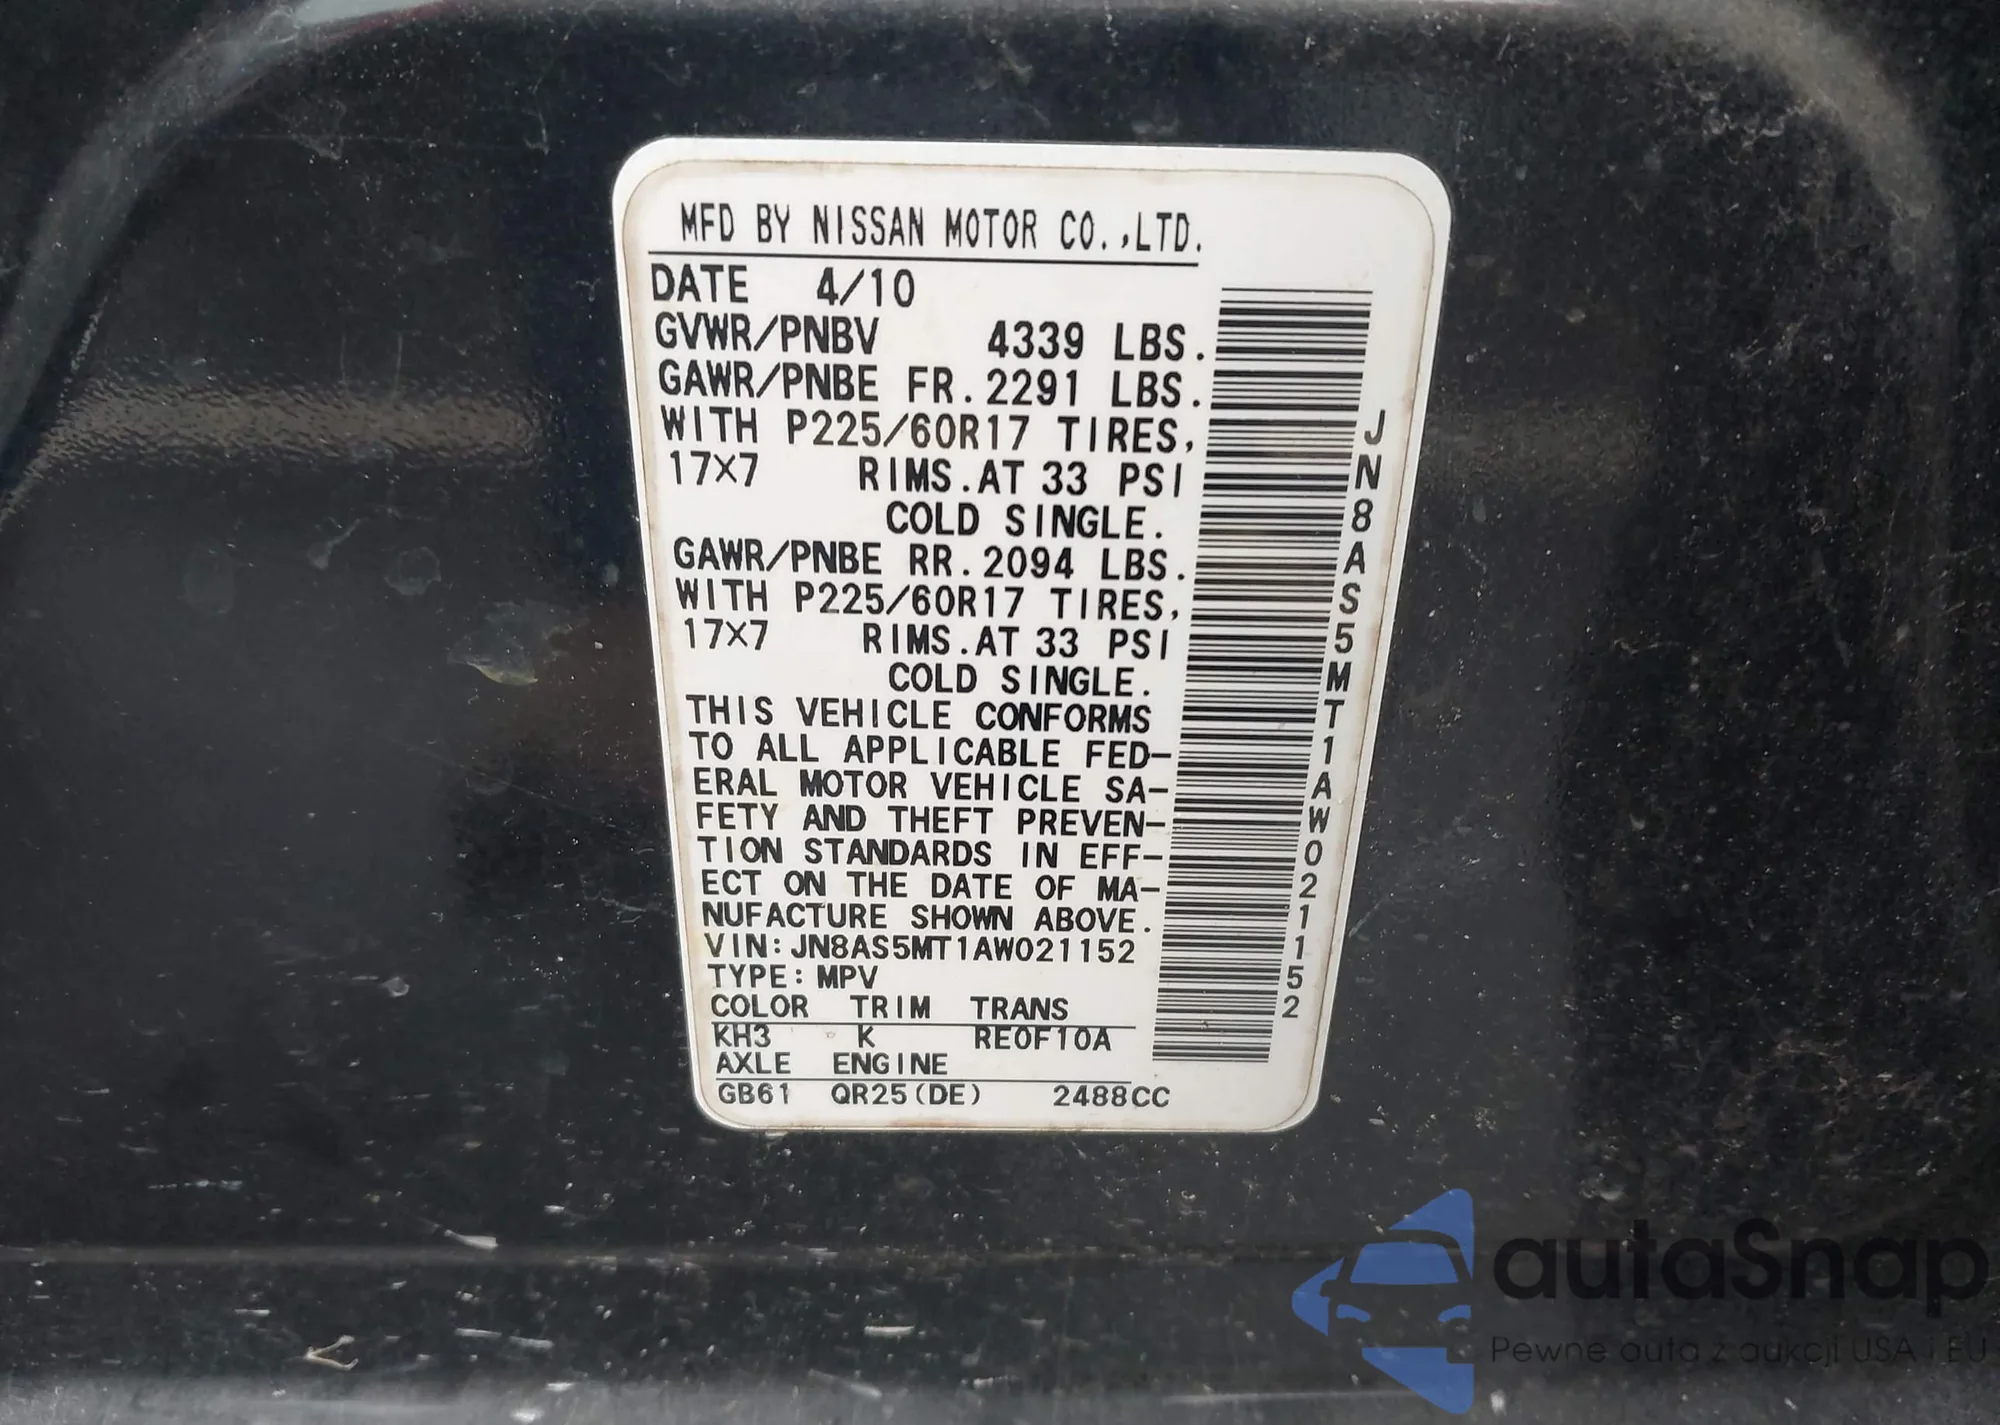 MFD BY NISSAN MOTOR CO.,LTD.
DATE 4/10
GVWR/PNBV 4339 LBS.
GAWR/PNBE FR.2291 LBS.
WITH P225/60R17 TIRES,
17X7 RIMS.AT 33 PSI
COLD SINGLE.
GAWR/PNBE RR.2094 LBS.
WITH P225/60R17 TIRES,
17X7 RIMS.AT 33 PSI
COLD SINGLE.
THIS VEHICLE CONFORMS
TO ALL APPLICABLE FED-
ERAL MOTOR VEHICLE SA-
FETY AND THEFT PREVEN-
TION STANDARDS IN EFF-
ECT ON THE DATE OF MA-
NUFACTURE SHOWN ABOVE.
VIN:JN8AS5MT1AW021152
TYPE:MPV
COLOR TRIM TRANS
KH3 K RE0F10A
AXLE ENGINE
GB61 QR25(DE) 2488CC
JN8AS5MT1AW021152
autaSnap
Pewne auta z aukcji USA i EU